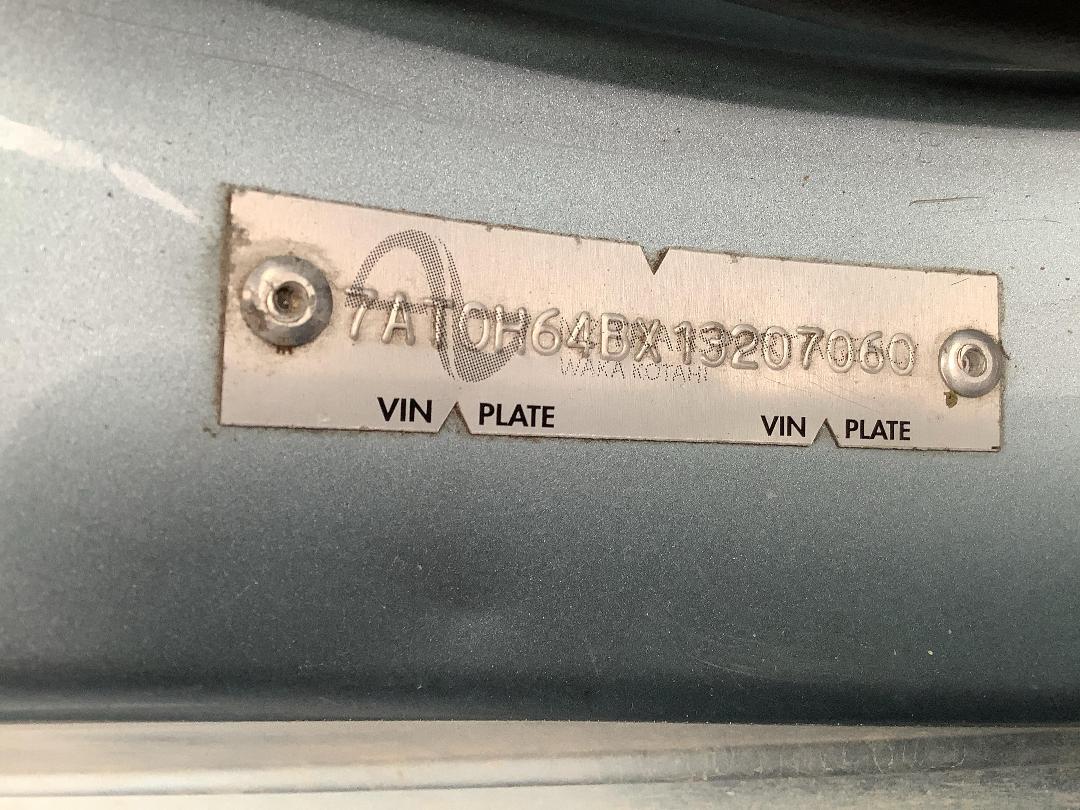 7AT0H64BX13207060
WAKA KOTAHI
VIN PLATE VIN PLATE